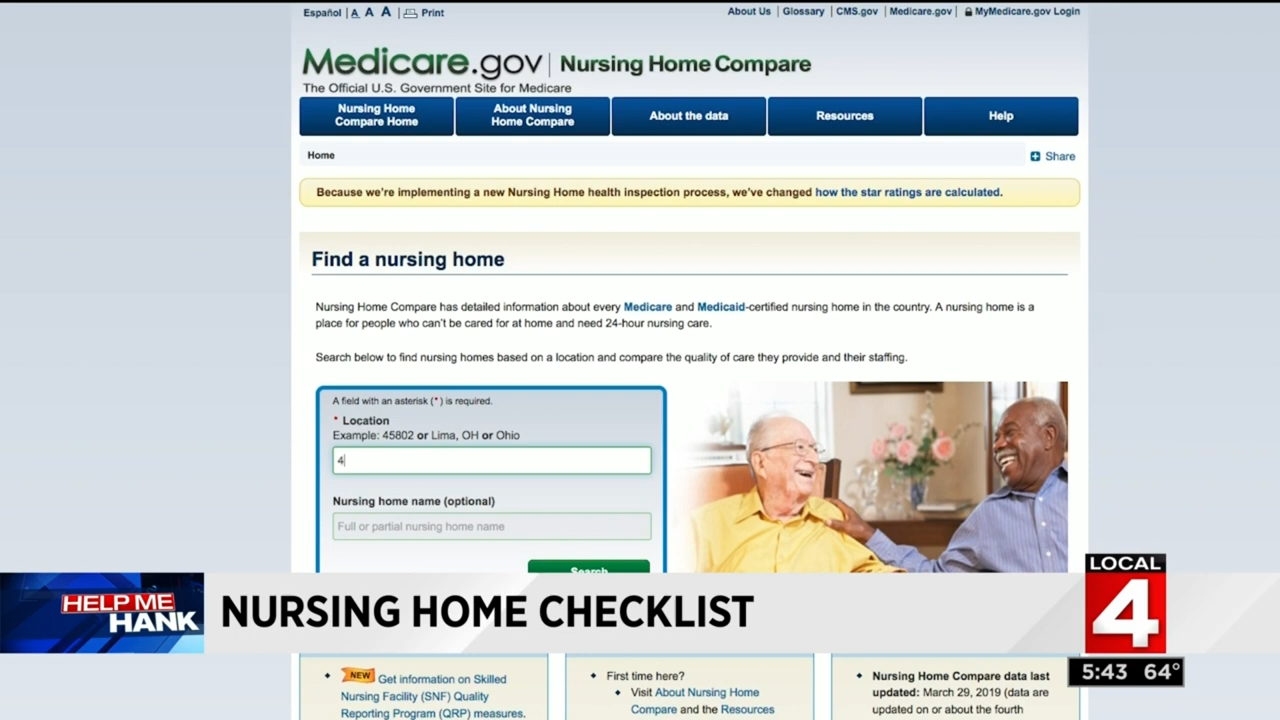 Español | A A A | Print
About Us | Glossary | CMS.gov | Medicare.gov | MyMedicare.gov Login
Medicare.gov | Nursing Home Compare
The Official U.S. Government Site for Medicare
Nursing Home
Compare Home
About Nursing
Home Compare
About the data
Resources
Help
Home
Share
Because we're implementing a new Nursing Home health inspection process, we've changed how the star ratings are calculated.
Find a nursing home
Nursing Home Compare has detailed information about every Medicare and Medicaid-certified nursing home in the country. A nursing home is a
place for people who can't be cared for at home and need 24-hour nursing care.
Search below to find nursing homes based on a location and compare the quality of care they provide and their staffing.
A field with an asterisk (*) is required.
* Location
Example: 45802 or Lima, OH or Ohio
4
Nursing home name (optional)
Full or partial nursing home name
Search
HELP ME
HANK
NURSING HOME CHECKLIST
LOCAL
4
5:43 64°
NEW Get information on Skilled
Nursing Facility (SNF) Quality
Reporting Program (QRP) measures.
First time here?
Visit About Nursing Home
Compare and the Resources
Nursing Home Compare data last
updated: March 29, 2019 (data are
updated on or about the fourth